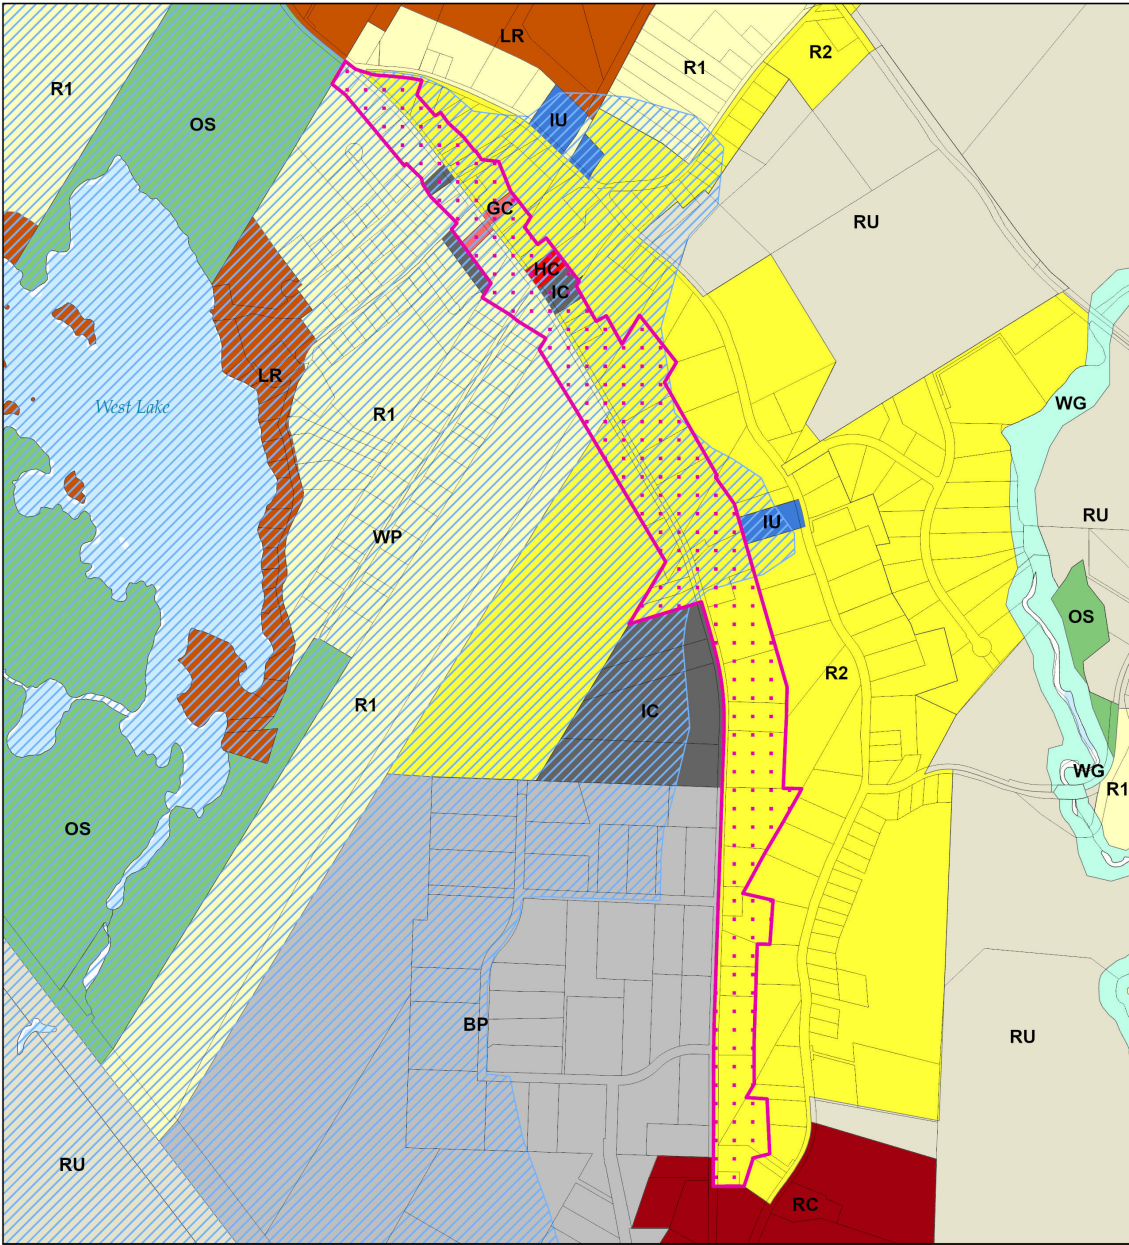 LR
R2
R1
R1
IU
OS
GC
RU
HC
IC
LR
West Lake
R1
WG
RU
IU
WP
OS
R2
R1
IC
WG
R1
OS
BP
RU
RU
RC